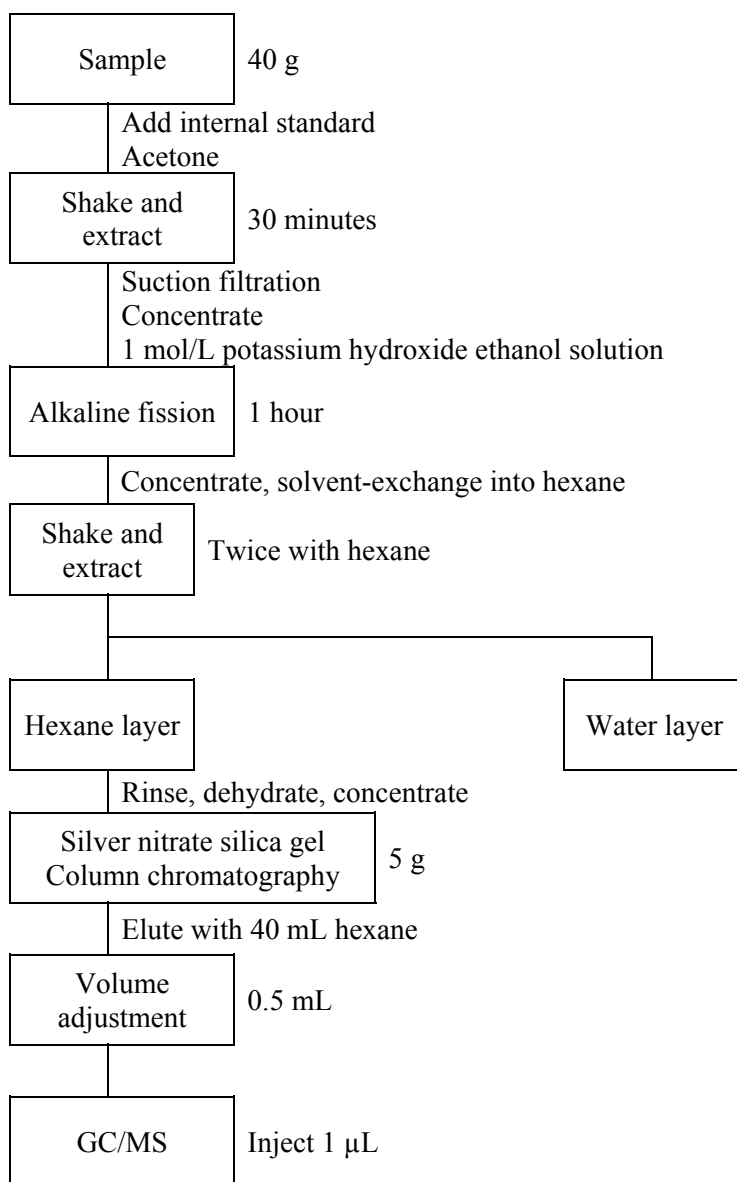 Sample
40 g
Add internal standard
Acetone
Shake and
extract
30 minutes
Suction filtration
Concentrate
1 mol/L potassium hydroxide ethanol solution
Alkaline fission
1 hour
Concentrate, solvent-exchange into hexane
Shake and
extract
Twice with hexane
Hexane layer
Water layer
Rinse, dehydrate, concentrate
Silver nitrate silica gel
Column chromatography
5 g
Elute with 40 mL hexane
Volume
adjustment
0.5 mL
GC/MS
Inject 1 µL